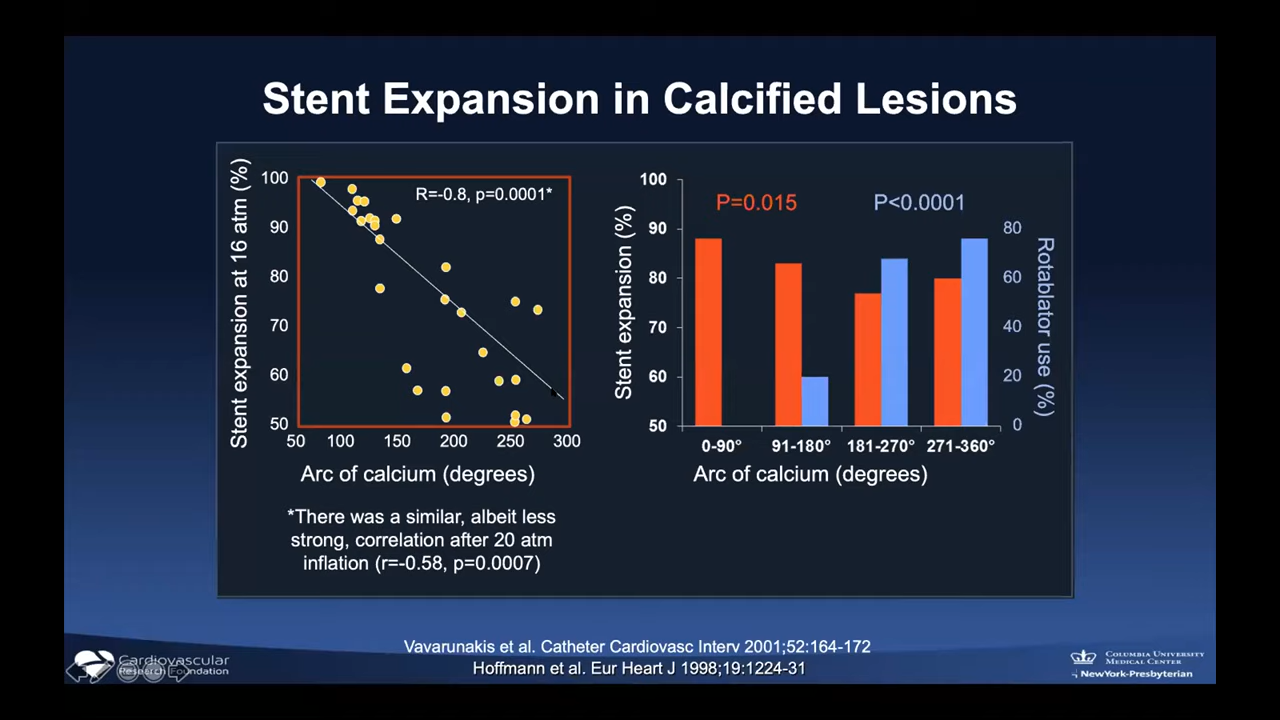 Stent Expansion in Calcified Lesions
Stent expansion at 16 atm (%)
100
90
80
70
60
50
R=-0.8, p=0.0001*
50 100 150 200 250 300
Arc of calcium (degrees)
*There was a similar, albeit less
strong, correlation after 20 atm
inflation (r=-0.58, p=0.0007)
Stent expansion (%)
100
90
80
70
60
50
P=0.015 P<0.0001
80
60
40
20
0
Rotablator use (%)
0-90° 91-180° 181-270° 271-360°
Arc of calcium (degrees)
Vavarunakis et al. Catheter Cardiovasc Interv 2001;52:164-172
Hoffmann et al. Eur Heart J 1998;19:1224-31
Cardiovascular
Research Foundation
COLUMBIA UNIVERSITY
MEDICAL CENTER
NewYork-Presbyterian